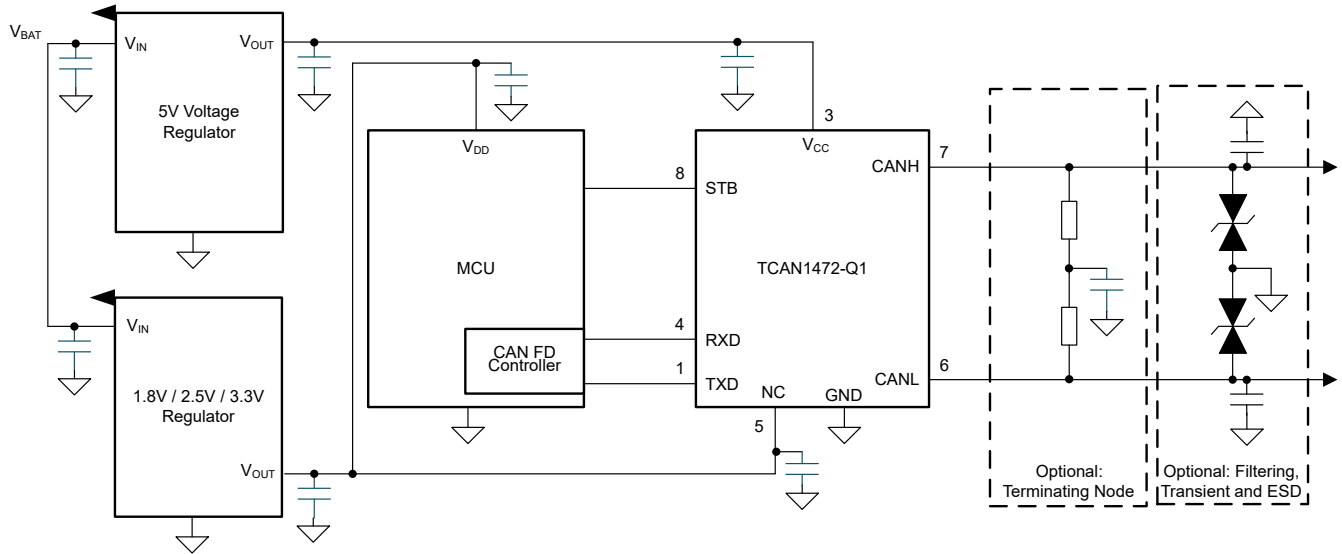 VBAT
VIN
VOUT
5V Voltage
Regulator
VIN
1.8V / 2.5V / 3.3V
Regulator
VOUT
VDD
MCU
CAN FD
Controller
8
4
1
3
VCC
STB
TCAN1472-Q1
RXD
TXD
NC
GND
5
CANH
7
CANL
6
Optional:
Terminating Node
Optional: Filtering,
Transient and ESD